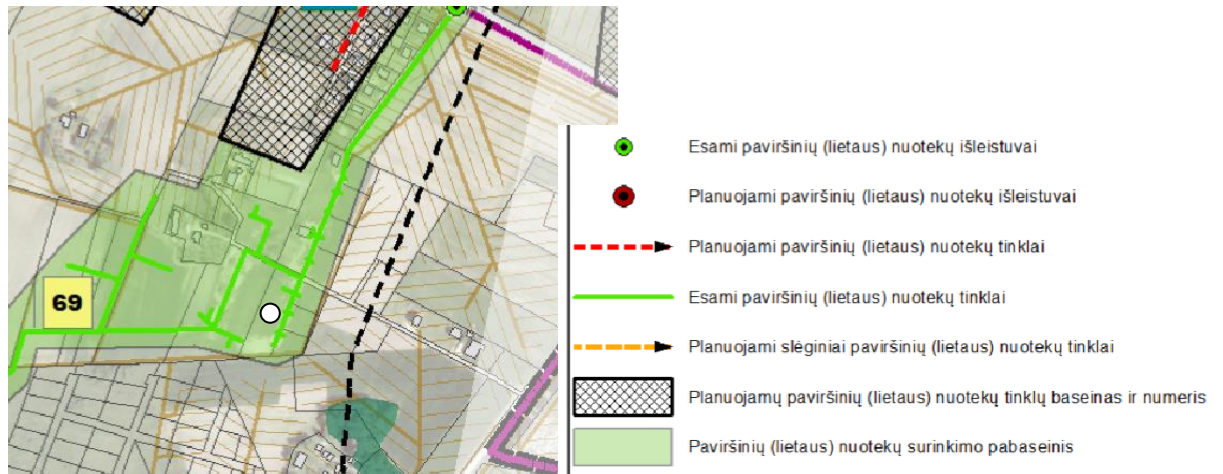 69
Esami paviršinių (lietaus) nuotekų išleistuvai
Planuojami paviršinių (lietaus) nuotekų išleistuvai
Planuojami paviršinių (lietaus) nuotekų tinklai
Esami paviršinių (lietaus) nuotekų tinklai
Planuojami slėginiai paviršinių (lietaus) nuotekų tinklai
Planuojamų paviršinių (lietaus) nuotekų tinklų baseinas ir numeris
Paviršinių (lietaus) nuotekų surinkimo pabaseinis